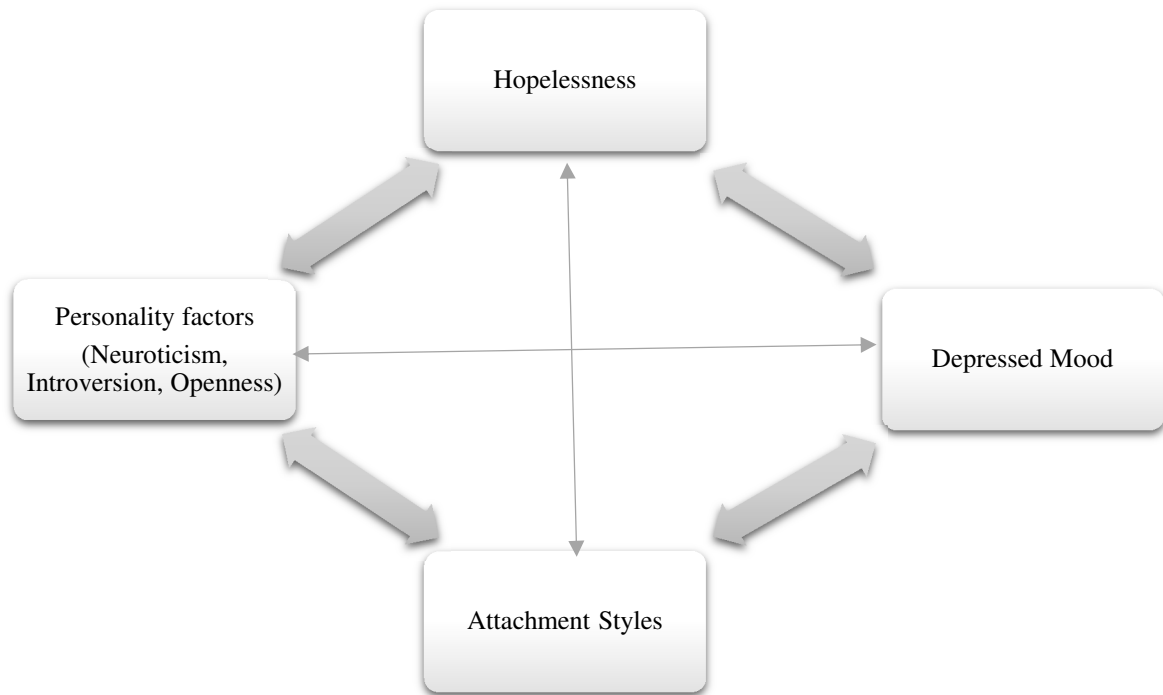 Hopelessness
Personality factors
(Neuroticism,
Introversion, Openness)
Depressed Mood
Attachment Styles